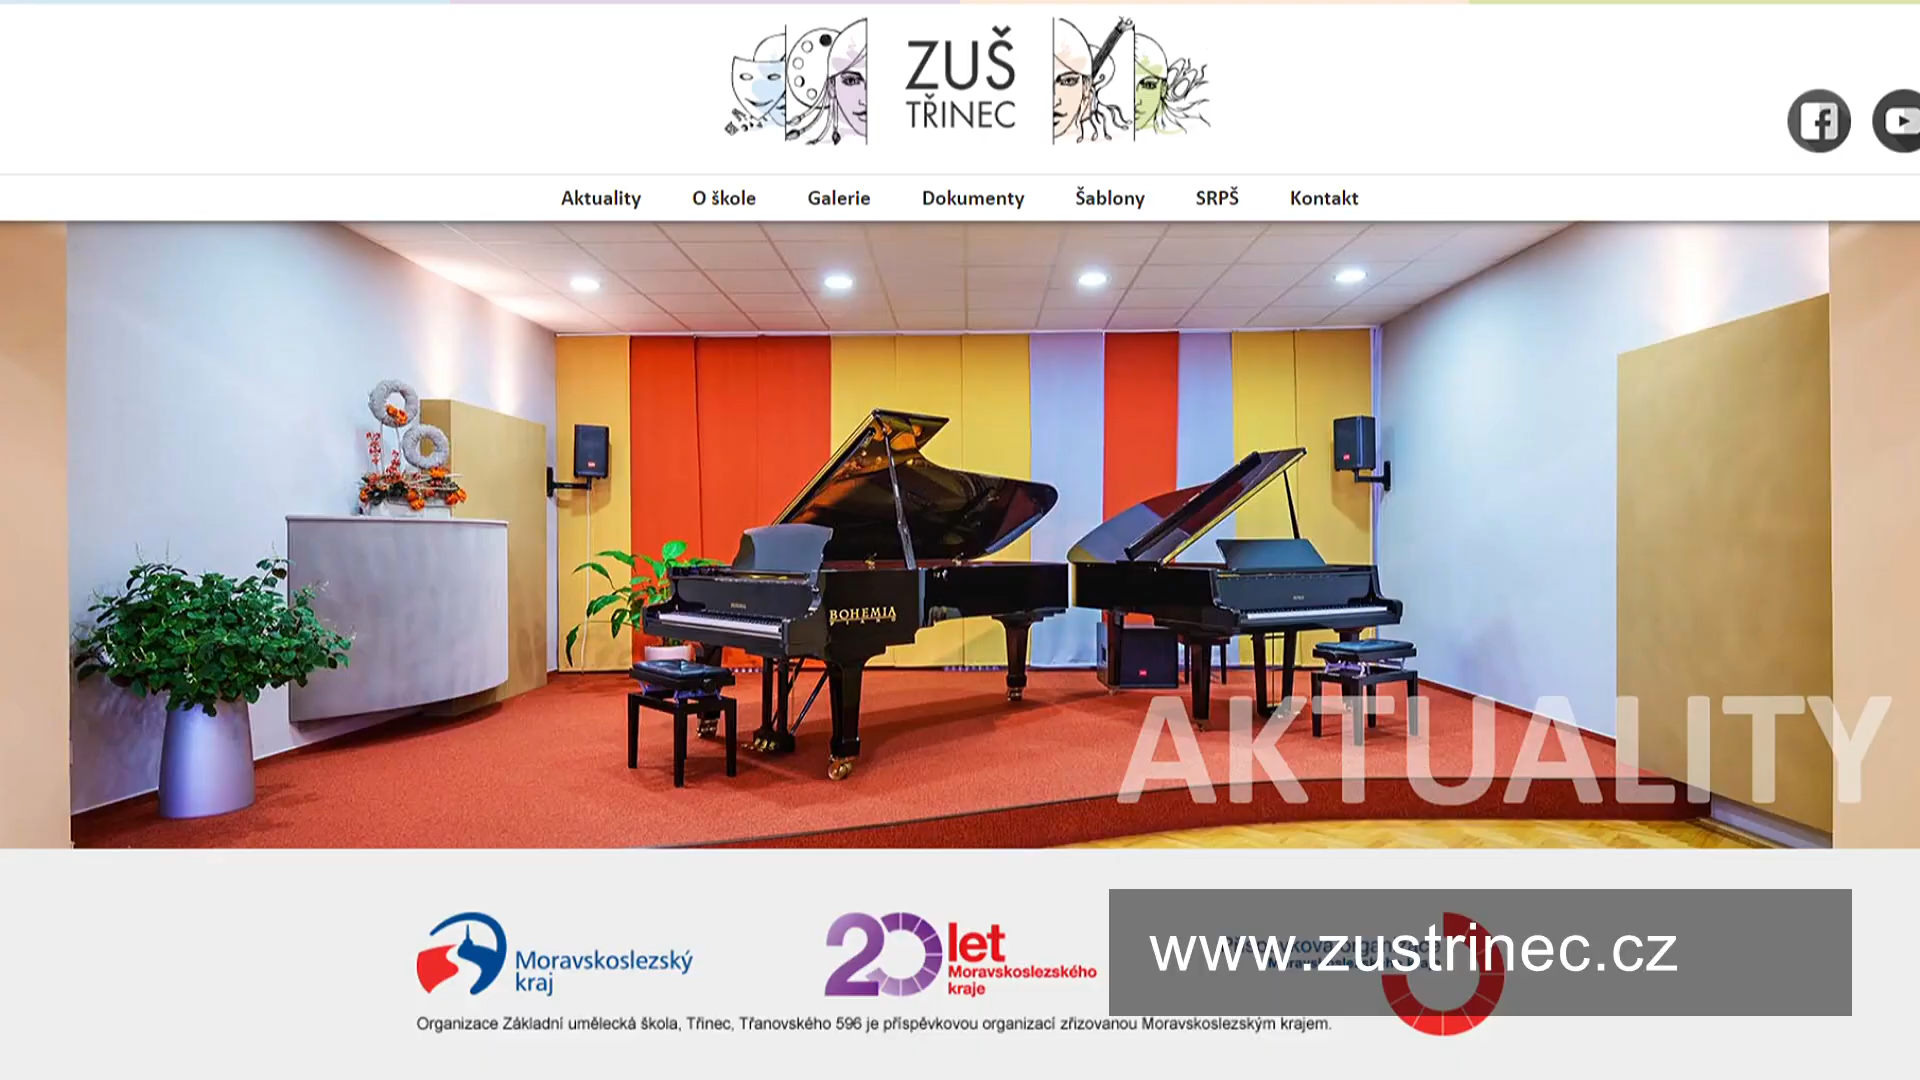 ZUŠ
TŘINEC
Aktuality O škole Galerie Dokumenty Šablony SRPŠ Kontakt
BOHEMIA
AKTUALITY
Moravskoslezský
kraj
20 let
Moravskoslezského
kraje
www.zustrinec.cz
Organizace Základní umělecká škola, Třinec, Třanovského 596 je příspěvkovou organizací zřizovanou Moravskoslezským krajem.